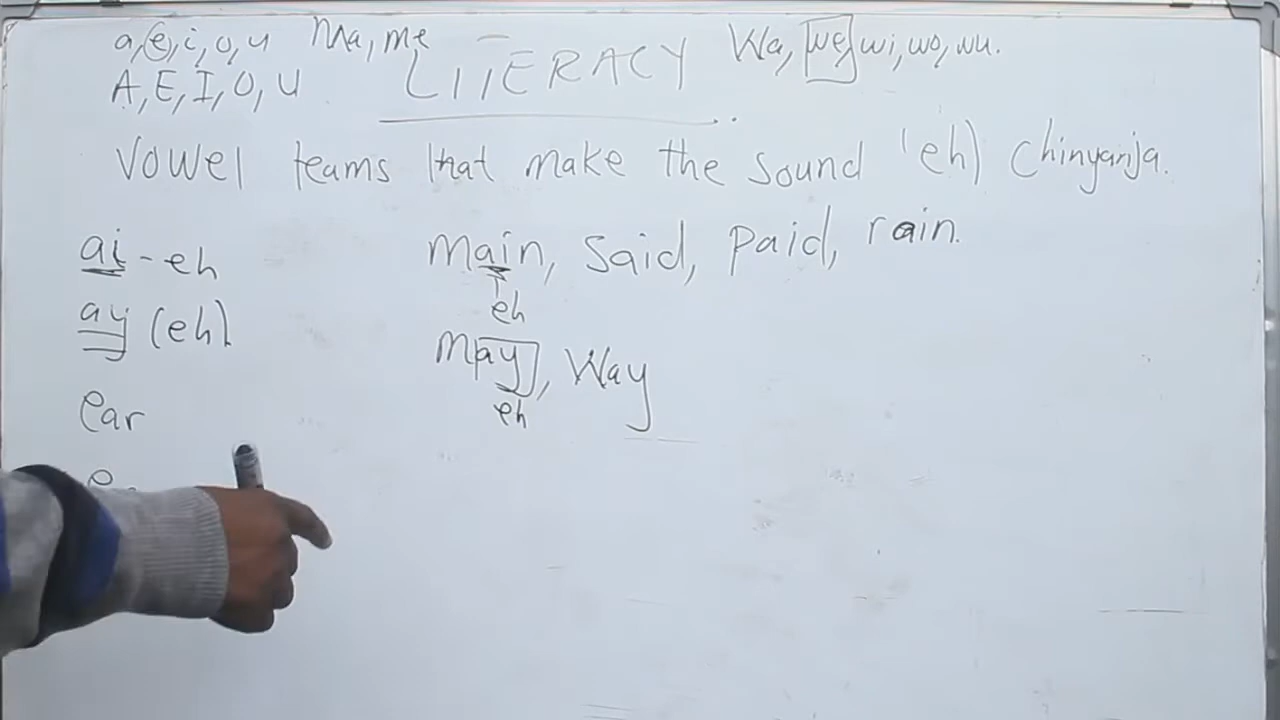 a, e, i, o, u Ma, me Wa, we, wi, wo, wu.
A, E, I, O, U LITERACY
Vowel teams that make the sound 'eh) Chinyanja.
ai - eh main, said, paid, rain.
eh
ay (eh) may, way
eh
ear